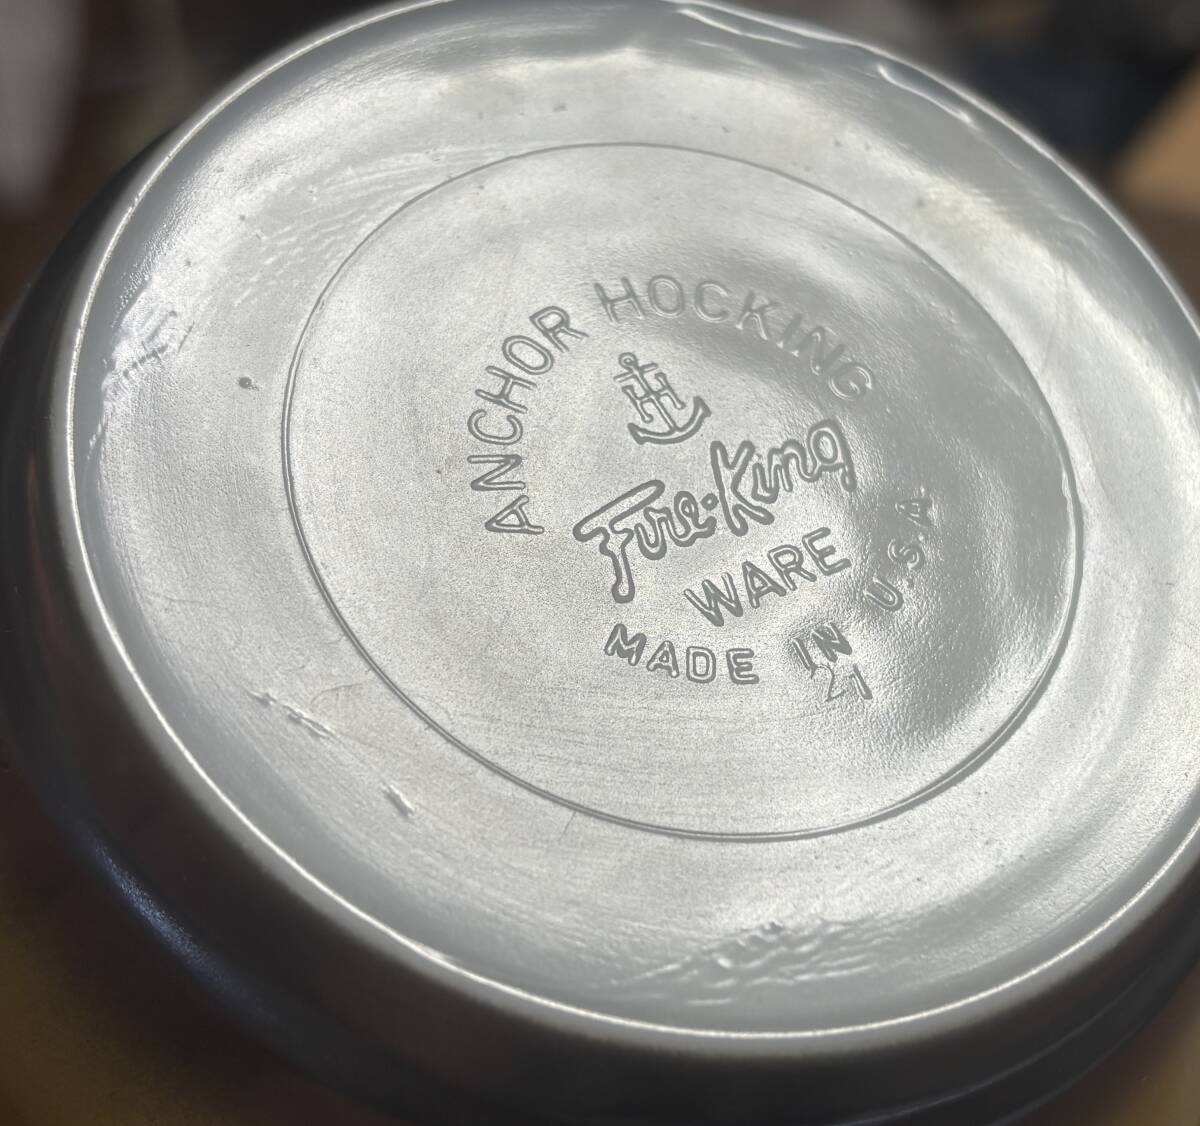 ANCHOR HOCKING
H
Fire-King
WARE
MADE IN U.S.A.
21